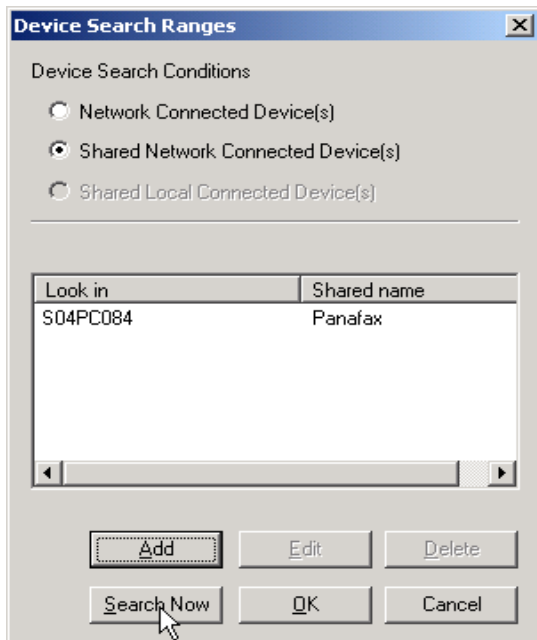 Device Search Ranges
Device Search Conditions
Network Connected Device(s)
Shared Network Connected Device(s)
Shared Local Connected Device(s)
Look in Shared name
S04PC084 Panafax
Add Edit Delete
Search Now OK Cancel